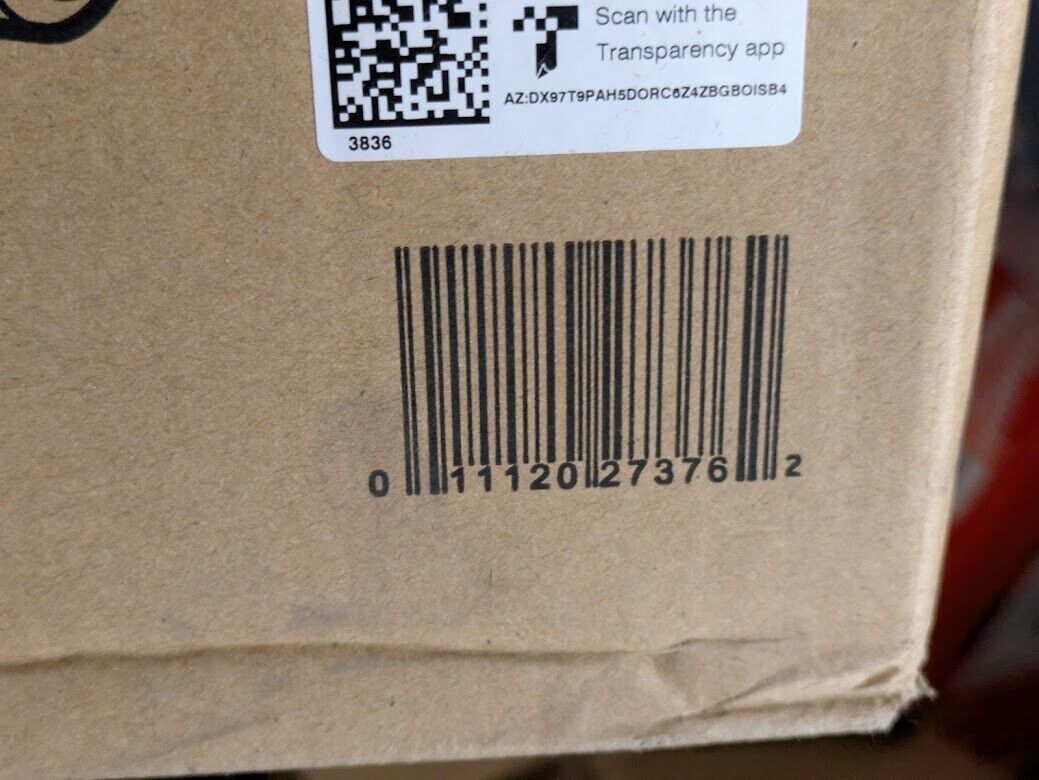 Scan with the
Transparency app
AZ:DX97T9PAH5DORC6Z4ZBGBOISB4
3836
0 11120 27376 2